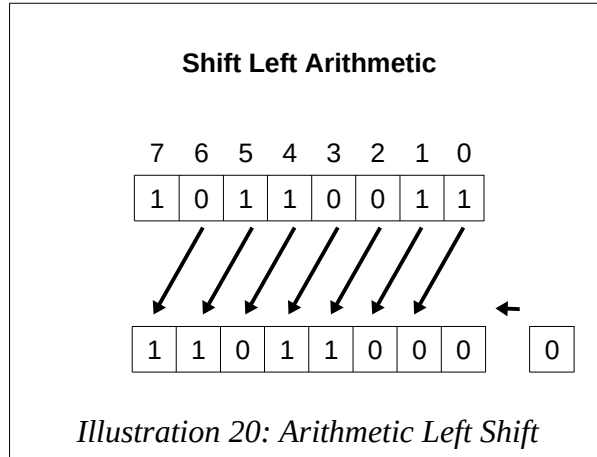 Shift Left Arithmetic
7 6 5 4 3 2 1 0
1 0 1 1 0 0 1 1
1 1 0 1 1 0 0 0 0
Illustration 20: Arithmetic Left Shift